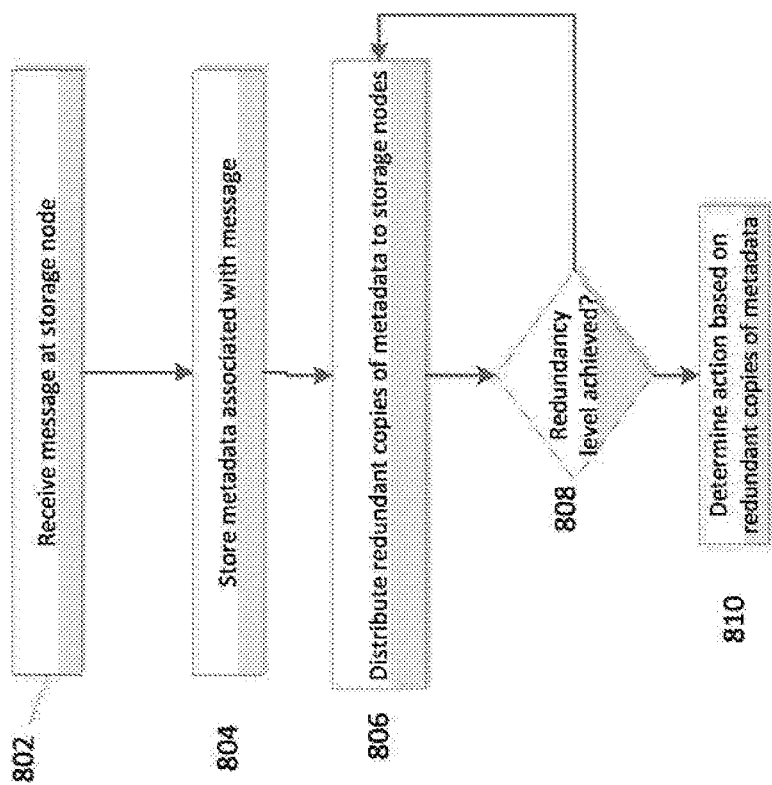 802
Receive message at storage node
804
Store metadata associated with message
806
Distribute redundant copies of metadata to storage nodes
808
Redundancy
level achieved?
810
Determine action based on
redundant copies of metadata